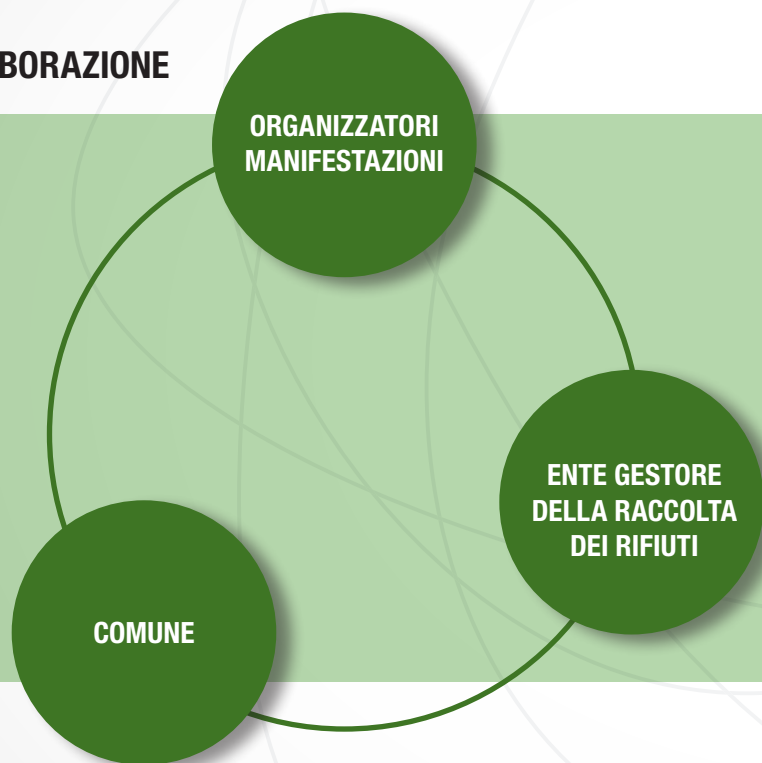 BORAZIONE
ORGANIZZATORI
MANIFESTAZIONI
ENTE GESTORE
DELLA RACCOLTA
DEI RIFIUTI
COMUNE